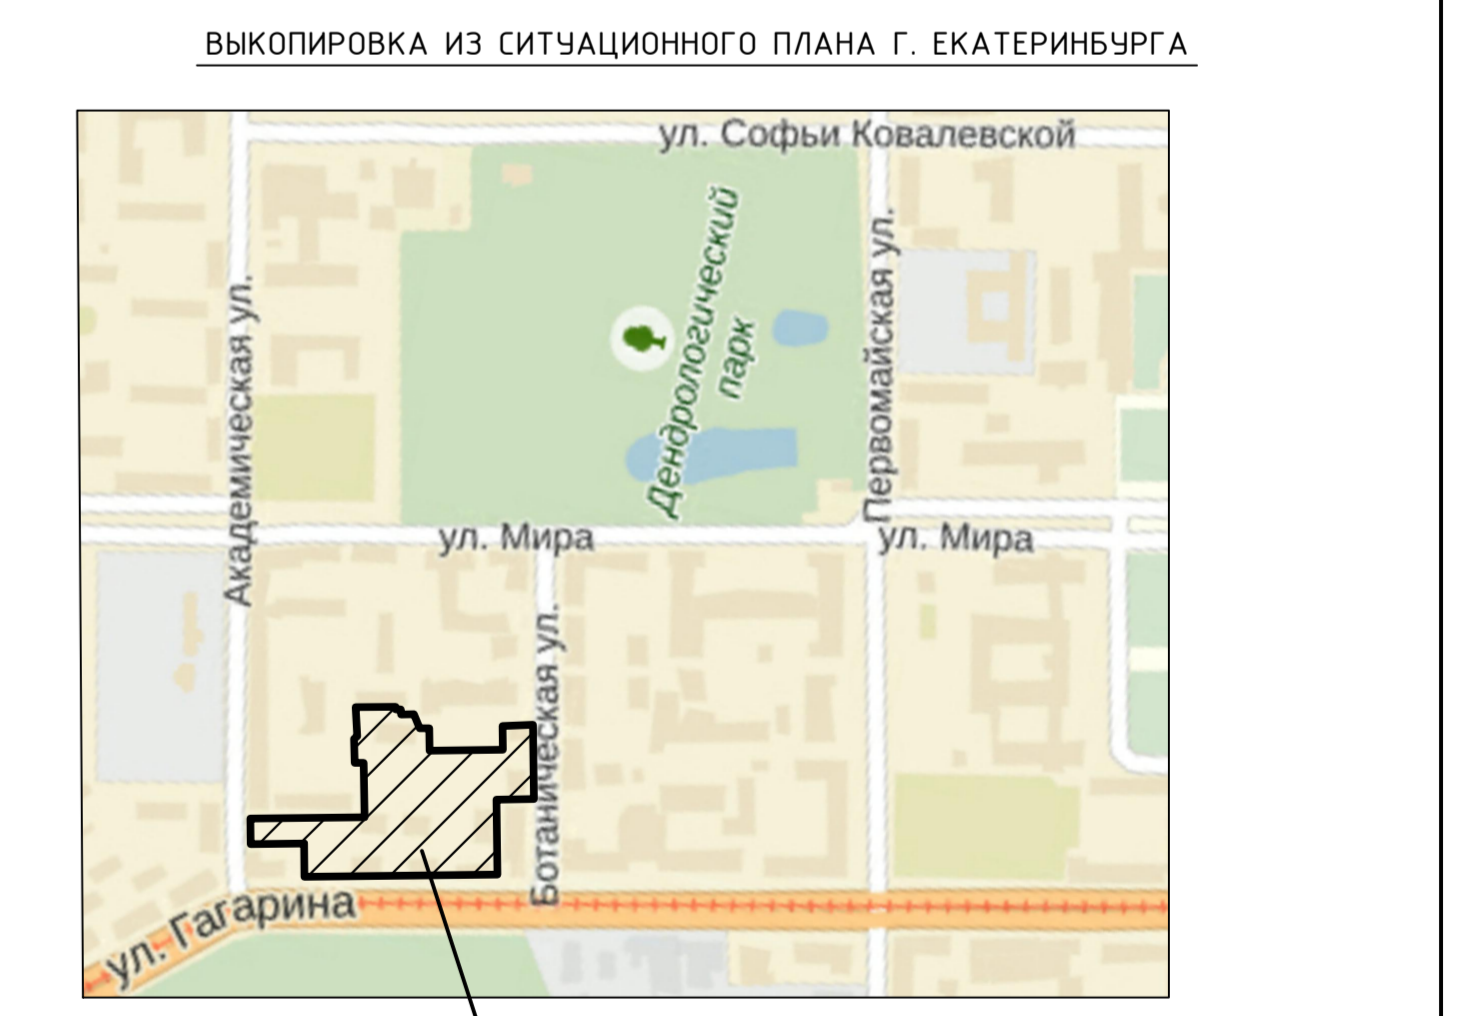 ВЫКОПИРОВКА ИЗ СИТУАЦИОННОГО ПЛАНА Г. ЕКАТЕРИНБУРГА
ул. Софьи Ковалевской
Дендрологический
парк
Первомайская ул.
Академическая ул.
ул. Мира
ул. Мира
Ботаническая ул.
ул. Гагарина